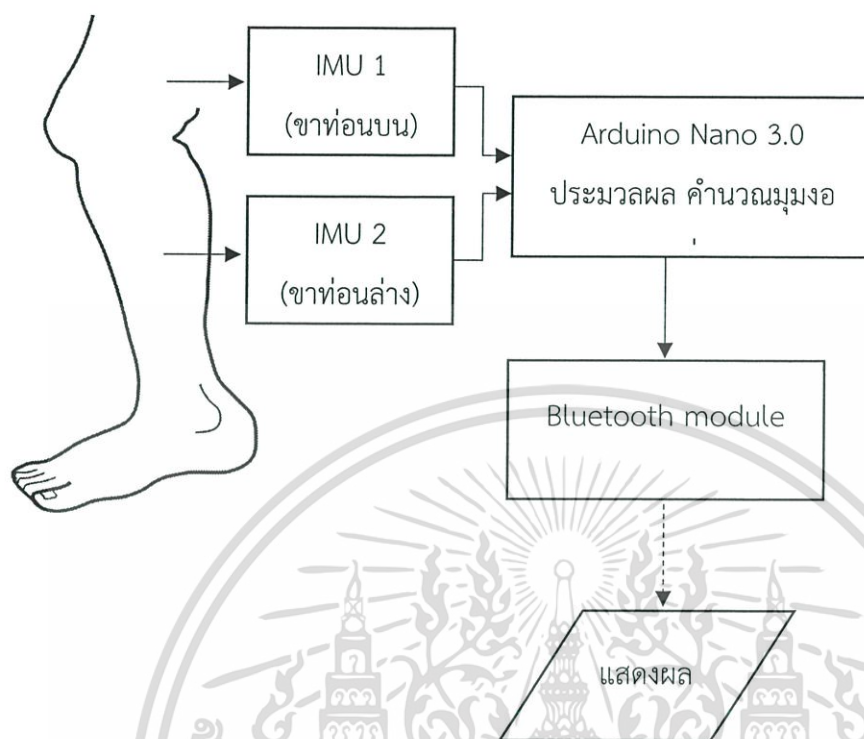 IMU 1
(ขาท่อนบน)
Arduino Nano 3.0
ประมวลผล คำนวณมุมงอ
IMU 2
(ขาท่อนล่าง)
Bluetooth module
แสดงผล